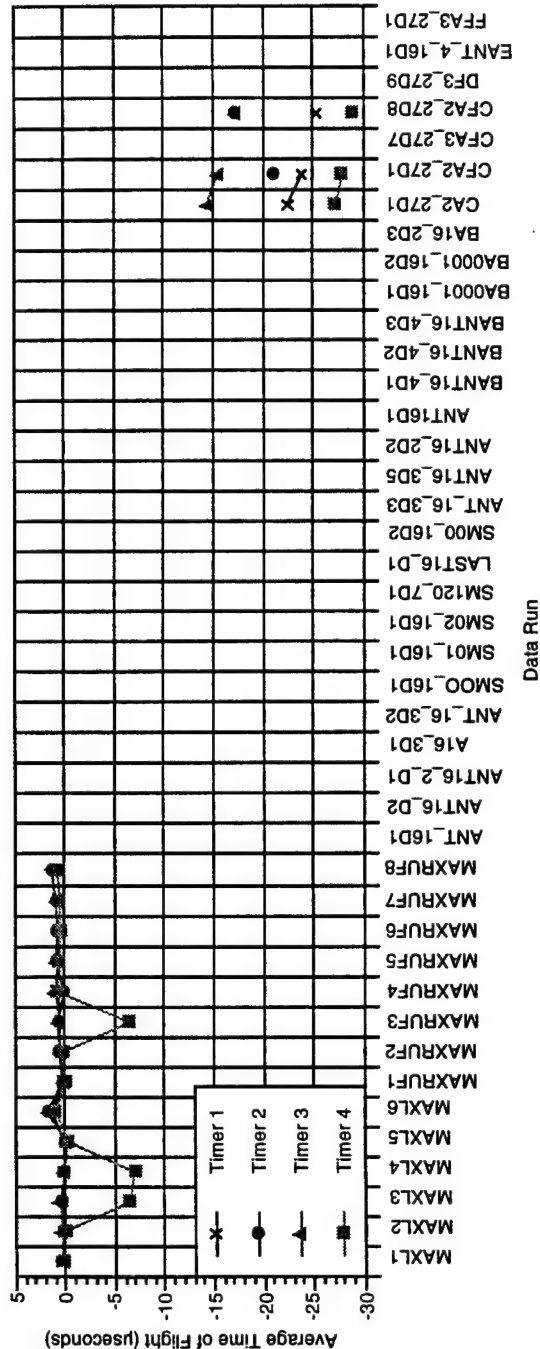 Average Time of Flight (µseconds)
5
0
-5
-10
-15
-20
-25
-30
Timer 1
Timer 2
Timer 3
Timer 4
MAXL1
MAXL2
MAXL3
MAXL4
MAXL5
MAXL6
MAXRUF1
MAXRUF2
MAXRUF3
MAXRUF4
MAXRUF5
MAXRUF6
MAXRUF7
MAXRUF8
ANT_16D1
ANT16_D2
ANT16_2_D1
A16_3D1
ANT_16_3D2
SMOO_16D1
SM01_16D1
SM02_16D1
SM120_7D1
LAST16_D1
SM00_16D2
ANT_16_3D3
ANT16_3D5
ANT16_2D2
ANT16D1
BANT16_4D1
BANT16_4D2
BANT16_4D3
BA0001_16D1
BA0001_16D2
BA16_2D3
CA2_27D1
CFA2_27D1
CFA3_27D7
CFA2_27D8
DF3_27D9
EANT_4_16D1
FFA3_27D1
Data Run